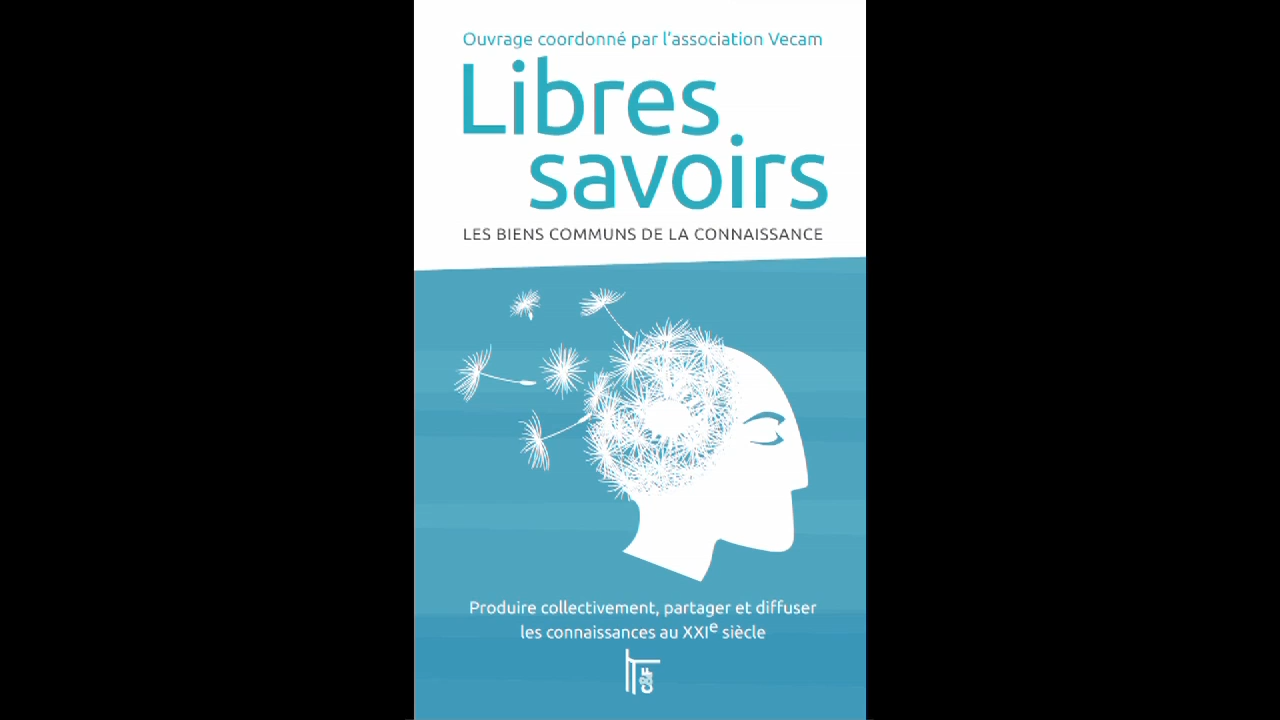 Ouvrage coordonné par l'association Vecam
Libres
savoirs
LES BIENS COMMUNS DE LA CONNAISSANCE
Produire collectivement, partager et diffuser
les connaissances au XXIe siècle
C&F